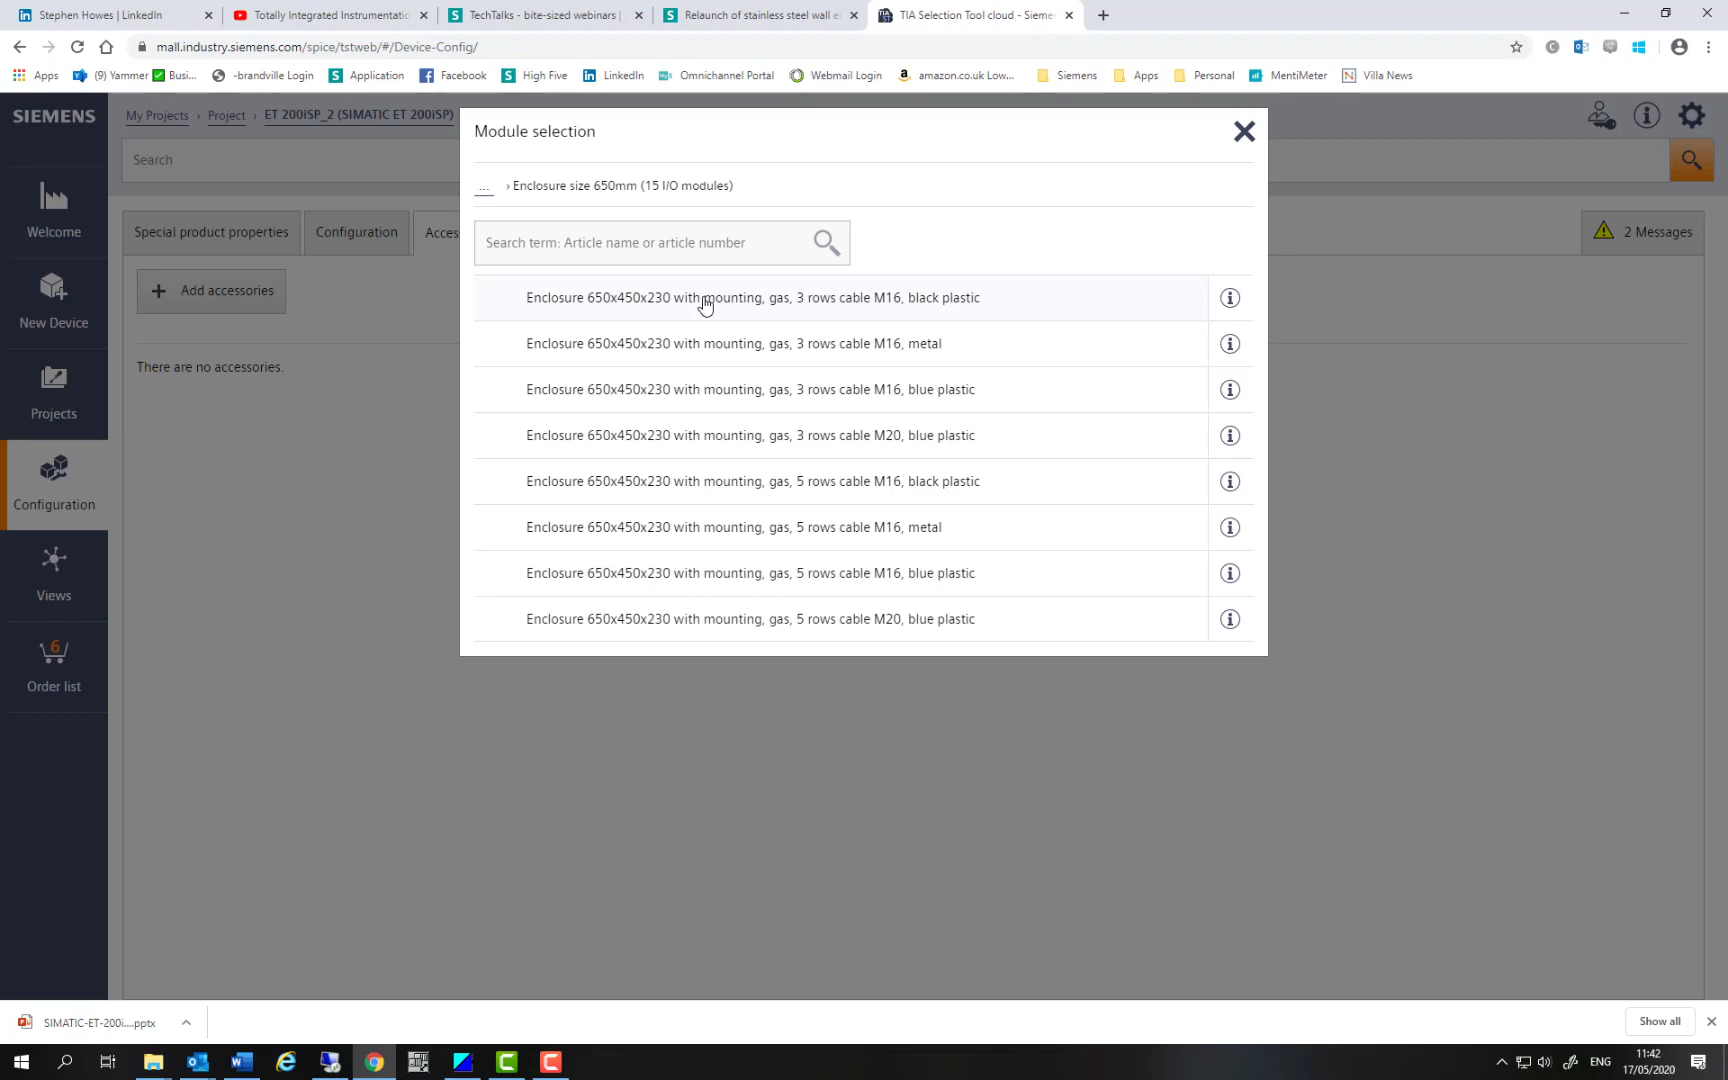 Stephen Howes | LinkedIn
Totally Integrated Instrumentatio
TechTalks - bite-sized webinars |
Relaunch of stainless steel wall e
TIA Selection Tool cloud - Sieme
mall.industry.siemens.com/spice/tstweb/#/Device-Config/
Apps
(9) Yammer
Busi...
-brandville Login
Application
Facebook
High Five
LinkedIn
Omnichannel Portal
Webmail Login
amazon.co.uk Low...
Siemens
Apps
Personal
MentiMeter
Villa News
SIEMENS
My Projects › Project › ET 200iSP_2 (SIMATIC ET 200iSP)
Module selection
Search
... › Enclosure size 650mm (15 I/O modules)
Welcome
Special product properties
Configuration
Acces
2 Messages
Search term: Article name or article number
+ Add accessories
New Device
There are no accessories.
Enclosure 650x450x230 with mounting, gas, 3 rows cable M16, black plastic
Enclosure 650x450x230 with mounting, gas, 3 rows cable M16, metal
Enclosure 650x450x230 with mounting, gas, 3 rows cable M16, blue plastic
Enclosure 650x450x230 with mounting, gas, 3 rows cable M20, blue plastic
Enclosure 650x450x230 with mounting, gas, 5 rows cable M16, black plastic
Enclosure 650x450x230 with mounting, gas, 5 rows cable M16, metal
Enclosure 650x450x230 with mounting, gas, 5 rows cable M16, blue plastic
Enclosure 650x450x230 with mounting, gas, 5 rows cable M20, blue plastic
Projects
Configuration
Views
6
Order list
SIMATIC-ET-200i....pptx
Show all
ENG
11:42
17/05/2020